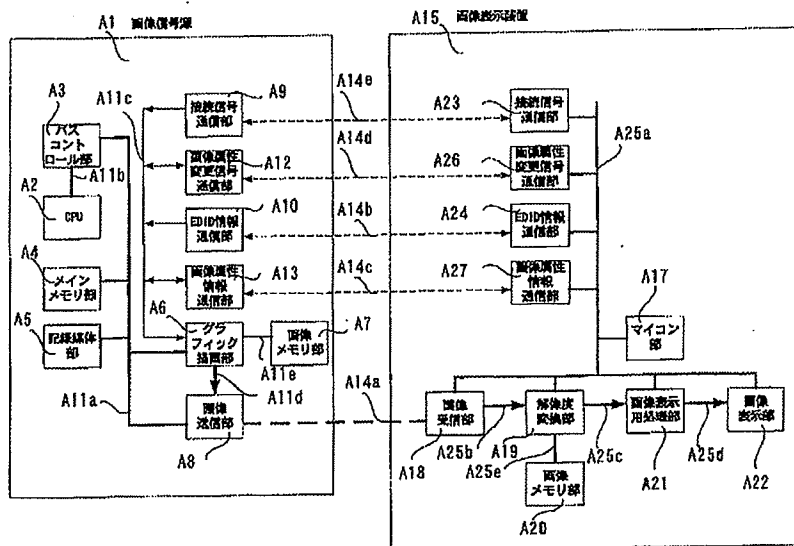 A1 画像信号源
A15 画像表示装置
A3
バス
コント
ロール部
A11c
接続信号
通信部
A9
A14e
A23
接続信号
通信部
A11b
画像属性
変更信号
通信部
A12
A14d
A26
画像属性
変更信号
通信部
A25a
A2
CPU
EDID情報
通信部
A10
A14b
A24
EDID情報
通信部
A4
メイン
メモリ部
画像属性
情報
通信部
A13
A14c
A27
画像属性
情報
通信部
A17
マイコン
部
A5
記録媒体
部
A6
グラ
フィック
描画部
画像
メモリ部
A7
A11e
A11d
A11a
画像
送信部
A8
A14a
画像
受信部
A18
A25b
解像度
変換部
A19
A25e
A25c
画像表示
用処理部
A21
A25d
画像
表示部
A22
画像
メモリ部
A20